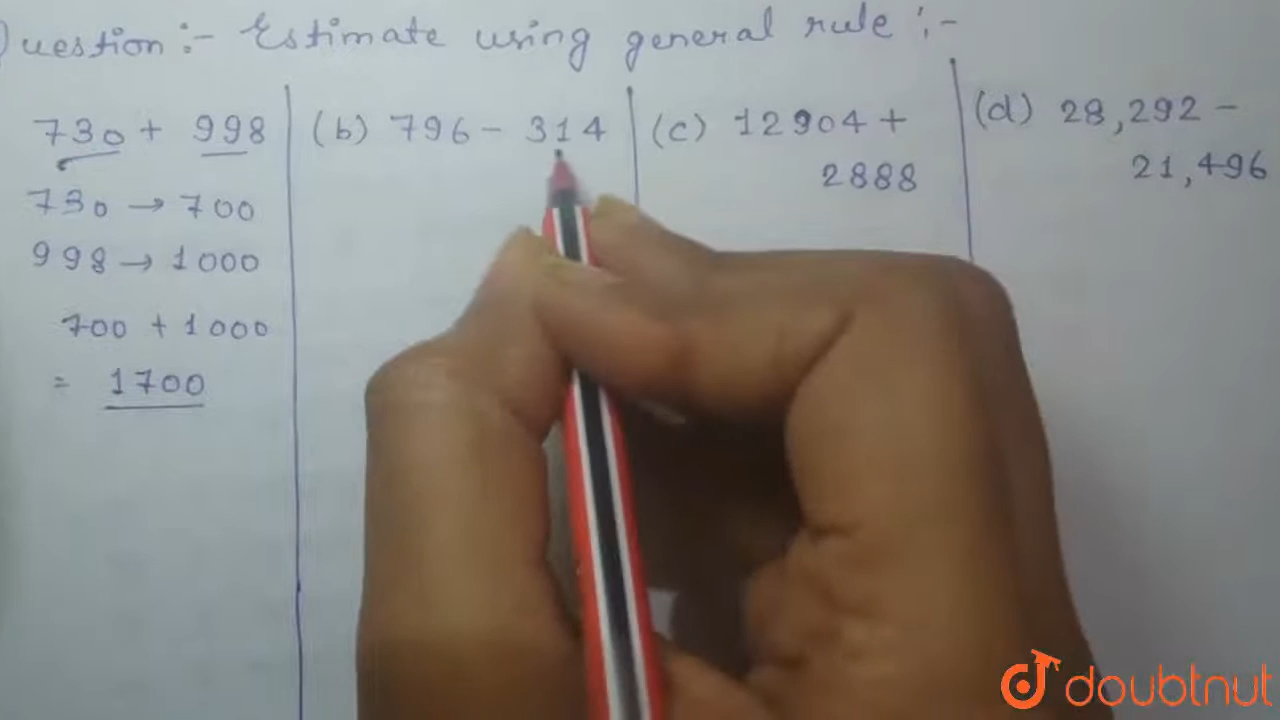 Question :- Estimate using general rule :-
730 + 998
730 → 700
998 → 1000
700 + 1000
= 1700
(b) 796 - 314
(c) 12904 +
2888
(d) 28,292 -
21,496
doubtnut